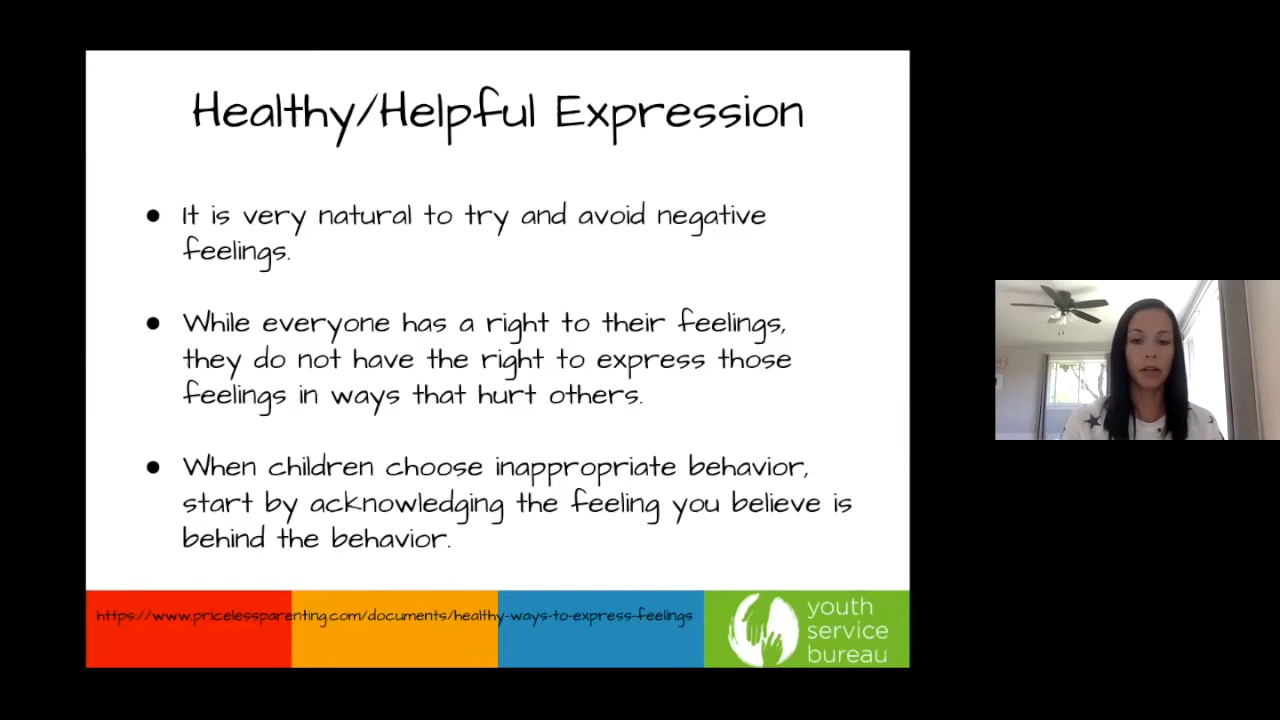 Healthy/Helpful Expression
● It is very natural to try and avoid negative
feelings.
● While everyone has a right to their feelings,
they do not have the right to express those
feelings in ways that hurt others.
● When children choose inappropriate behavior,
start by acknowledging the feeling you believe is
behind the behavior.
https://www.pricelessparenting.com/documents/healthy-ways-to-express-feelings
youth
service
bureau